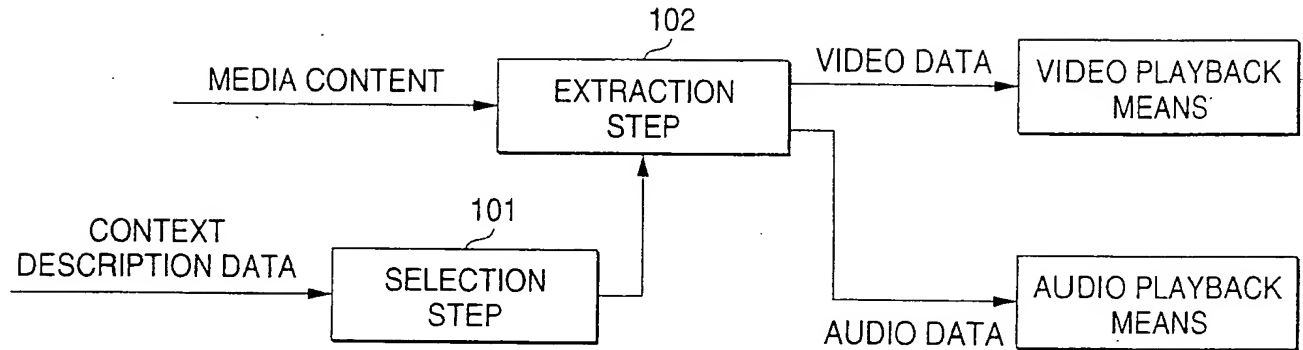 102
MEDIA CONTENT
EXTRACTION
STEP
VIDEO DATA
VIDEO PLAYBACK
MEANS
101
CONTEXT
DESCRIPTION DATA
SELECTION
STEP
AUDIO DATA
AUDIO PLAYBACK
MEANS